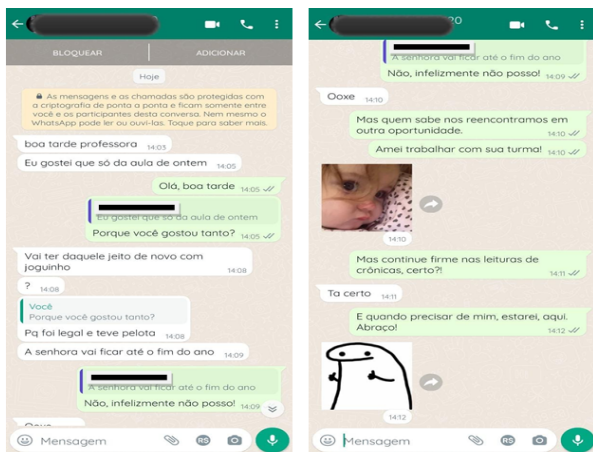 BLOQUEAR
ADICIONAR
Hoje
As mensagens e as chamadas são protegidas com
a criptografia de ponta a ponta e ficam somente entre
você e os participantes desta conversa. Nem mesmo o
WhatsApp pode ler ou ouvi-las. Toque para saber mais.
boa tarde professora 14:03
Eu gostei que só da aula de ontem 14:05
Olá, boa tarde 14:05
Eu gostei que só da aula de ontem
Porque você gostou tanto? 14:05
Vai ter daquele jeito de novo com
joguinho 14:08
? 14:08
Você
Porque você gostou tanto?
Pq foi legal e teve pelota 14:08
A senhora vai ficar até o fim do ano 14:09
A senhora vai ficar até o fim do ano
Não, infelizmente não posso! 14:09
Ooxe
Mensagem
RS
20
A senhora vai ficar até o fim do ano
Não, infelizmente não posso! 14:09
Ooxe 14:10
Mas quem sabe nos reencontramos em
outra oportunidade. 14:10
Amei trabalhar com sua turma! 14:10
14:10
Mas continue firme nas leituras de
crônicas, certo?! 14:11
Ta certo 14:11
E quando precisar de mim, estarei, aqui.
Abraço! 14:12
14:12
Mensagem
RS